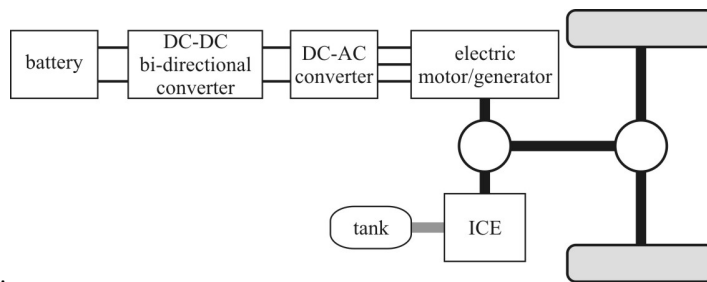 battery
DC-DC
bi-directional
converter
DC-AC
converter
electric
motor/generator
tank
ICE
.